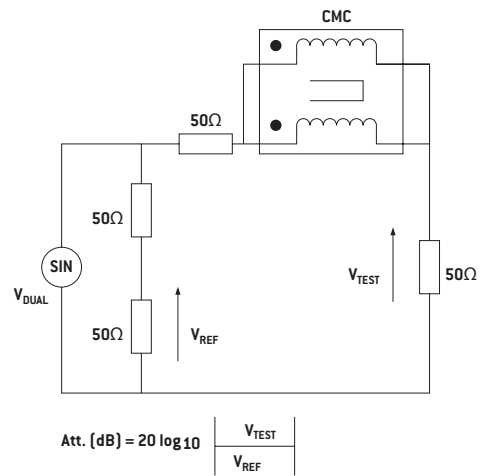 CMC
50Ω
50Ω
SIN
V_DUAL
50Ω
V_REF
V_TEST
50Ω
Att. (dB) = 20 log10 | V_TEST / V_REF |